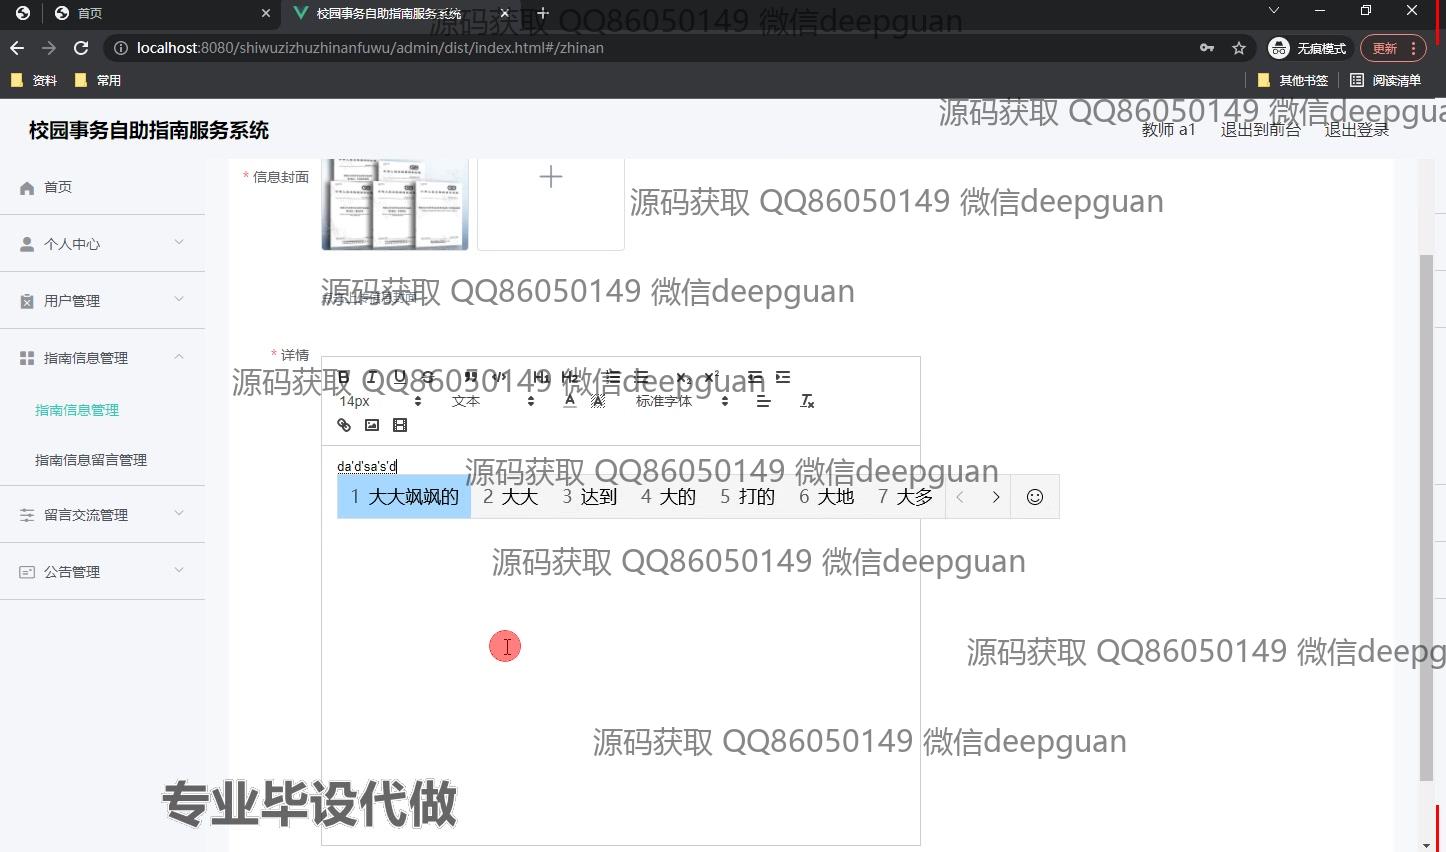 首页
校园事务自助指南服务系统
源码获取 QQ86050149 微信deepguan
localhost:8080/shiwuzizhuzhinanfuwu/admin/dist/index.html#/zhinan
无痕模式
更新
资料
常用
其他书签
阅读清单
校园事务自助指南服务系统
源码获取 QQ86050149 微信deepgua
教师 a1
退出到前台
退出登录
首页
* 信息封面
源码获取 QQ86050149 微信deepguan
个人中心
用户管理
源码获取 QQ86050149 微信deepguan
指南信息管理
* 详情
B I U S " </> H1 H2 x₂ x²
源码获取 QQ86050149 微信deepguan
14px
文本
A
A
标准字体
Tx
指南信息管理
指南信息留言管理
da'd'sa's'd
源码获取 QQ86050149 微信deepguan
1 大大飒飒的 2 大大 3 达到 4 大的 5 打的 6 大地 7 大多
留言交流管理
公告管理
源码获取 QQ86050149 微信deepguan
源码获取 QQ86050149 微信deepg
源码获取 QQ86050149 微信deepguan
专业毕设代做